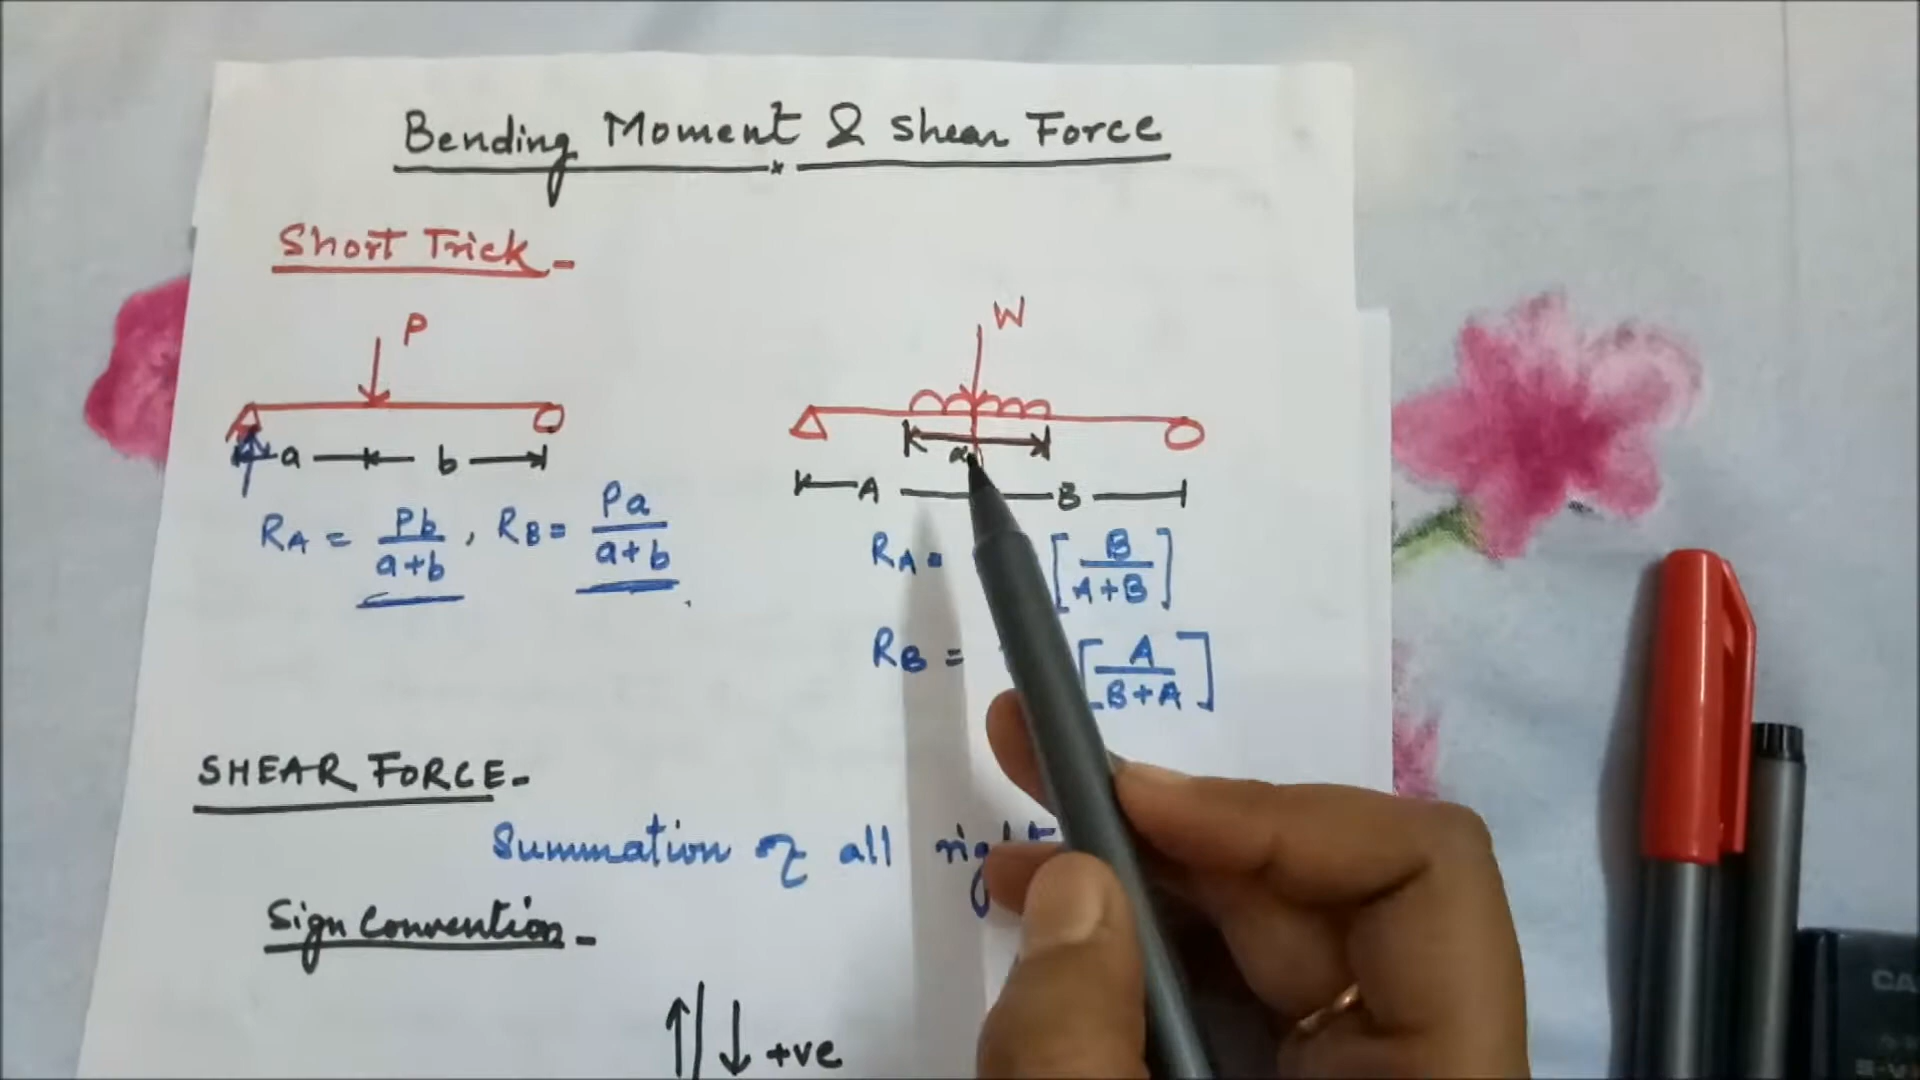 Bending Moment & Shear Force
Short Trick -
P
W
a b
A B
RA = Pb/a+b , RB = Pa/a+b
RA = [B/A+B]
RB = [A/B+A]
SHEAR FORCE -
Summation of all
Sign Convention -
+ve
CA